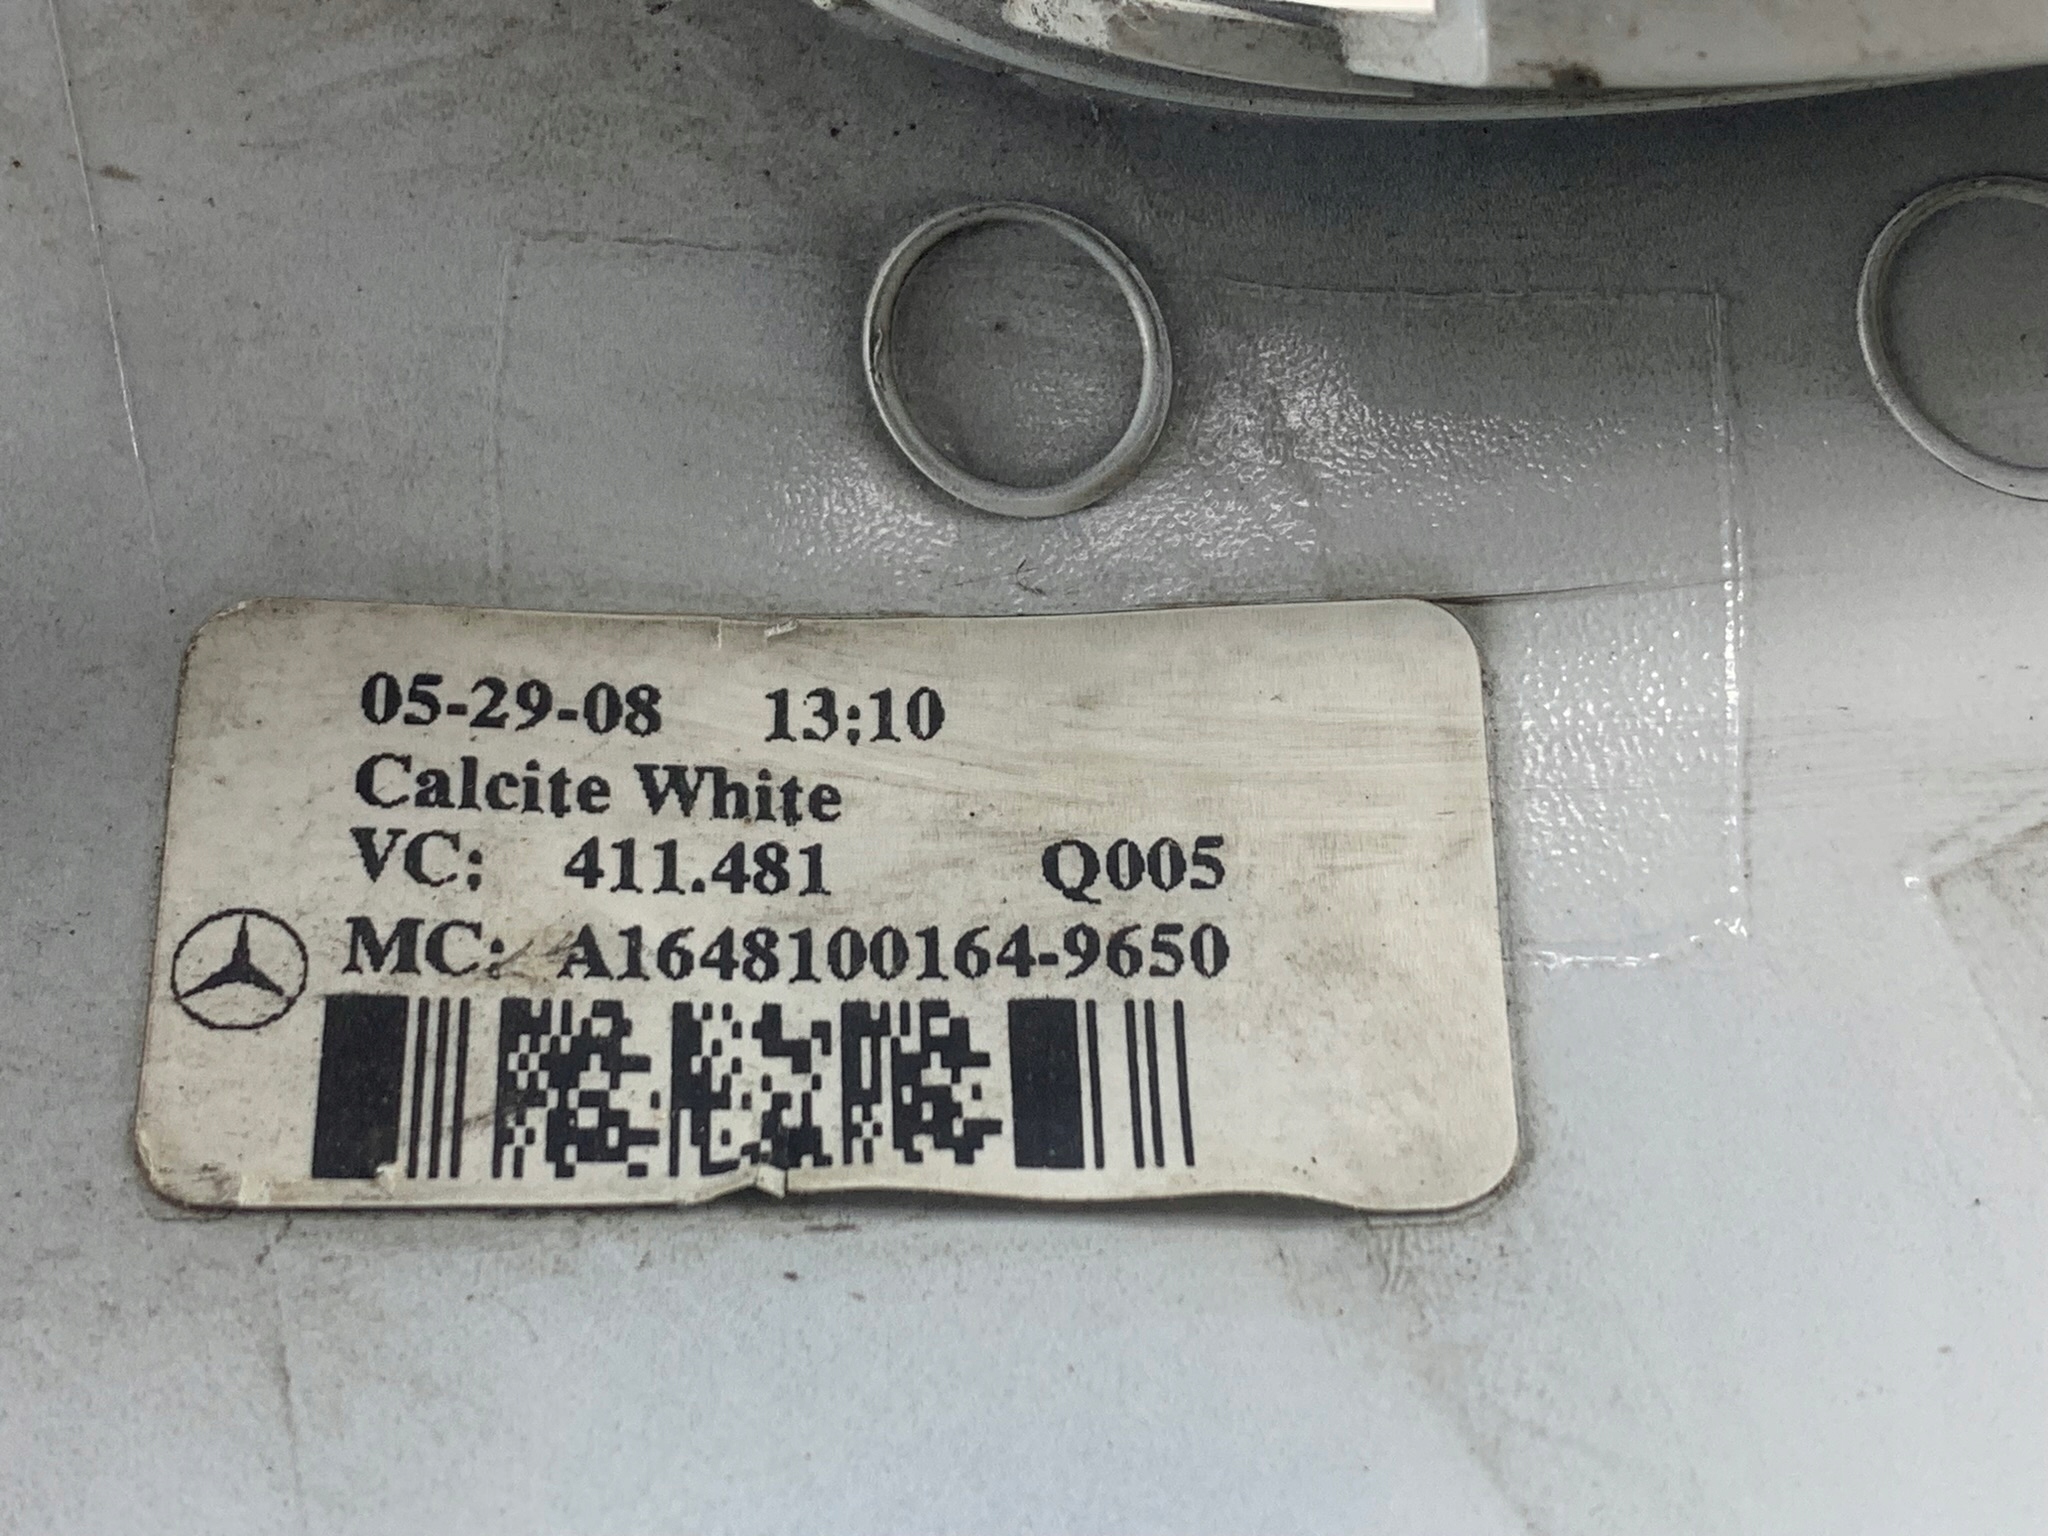 05-29-08 13:10
Calcite White
VC: 411.481 Q005
MC: A1648100164-9650